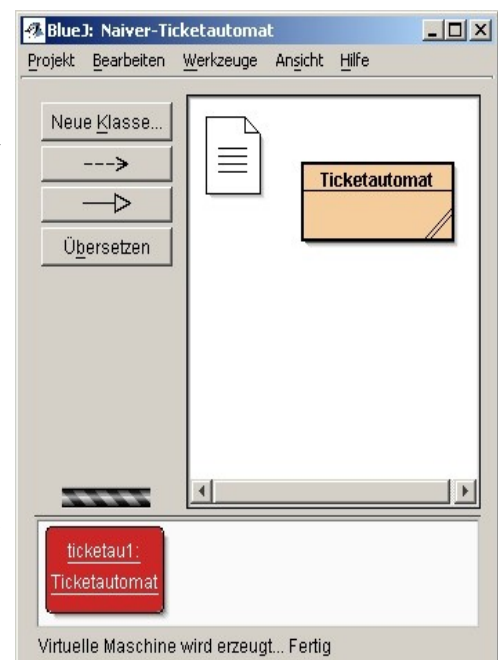 BlueJ: Naiver-Ticketautomat
Projekt Bearbeiten Werkzeuge Ansicht Hilfe
Neue Klasse...
Übersetzen
Ticketautomat
ticketau1:
Ticketautomat
Virtuelle Maschine wird erzeugt... Fertig